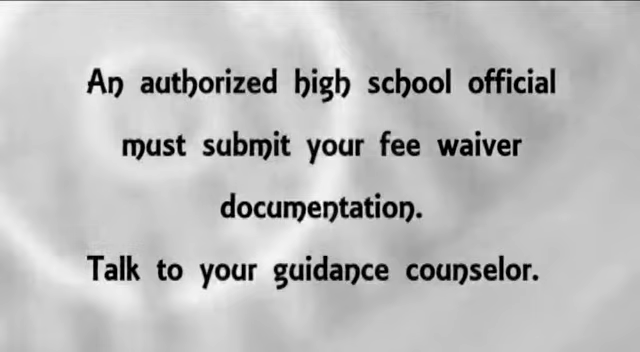 An authorized high school official
must submit your fee waiver
documentation.
Talk to your guidance counselor.